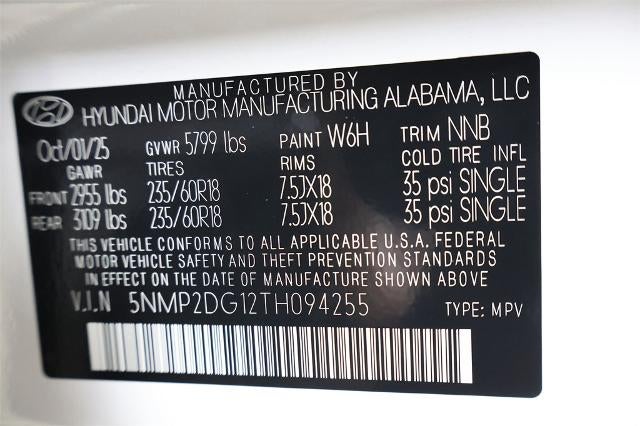 MANUFACTURED BY
HYUNDAI MOTOR MANUFACTURING ALABAMA, LLC
Oct/01/25 GVWR 5799 lbs PAINT W6H TRIM NNB
GAWR TIRES RIMS COLD TIRE INFL
FRONT 2955 lbs 235/60R18 7.5JX18 35 psi SINGLE
REAR 3109 lbs 235/60R18 7.5JX18 35 psi SINGLE
THIS VEHICLE CONFORMS TO ALL APPLICABLE U.S.A. FEDERAL
MOTOR VEHICLE SAFETY AND THEFT PREVENTION STANDARDS
IN EFFECT ON THE DATE OF MANUFACTURE SHOWN ABOVE
V.I.N 5NMP2DG12TH094255 TYPE: MPV